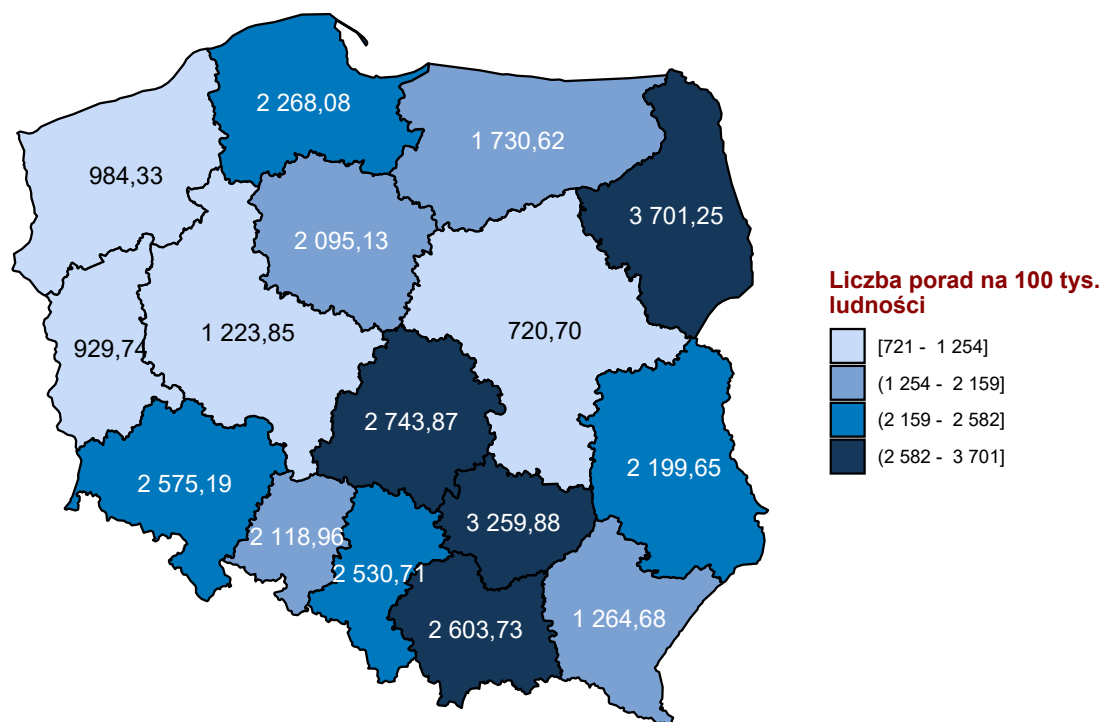 2 268,08
1 730,62
984,33
3 701,25
2 095,13
1 223,85
720,70
929,74
2 743,87
2 199,65
2 575,19
3 259,88
2 118,96
2 530,71
1 264,68
2 603,73
Liczba porad na 100 tys.
ludności
[721 - 1 254]
(1 254 - 2 159]
(2 159 - 2 582]
(2 582 - 3 701]